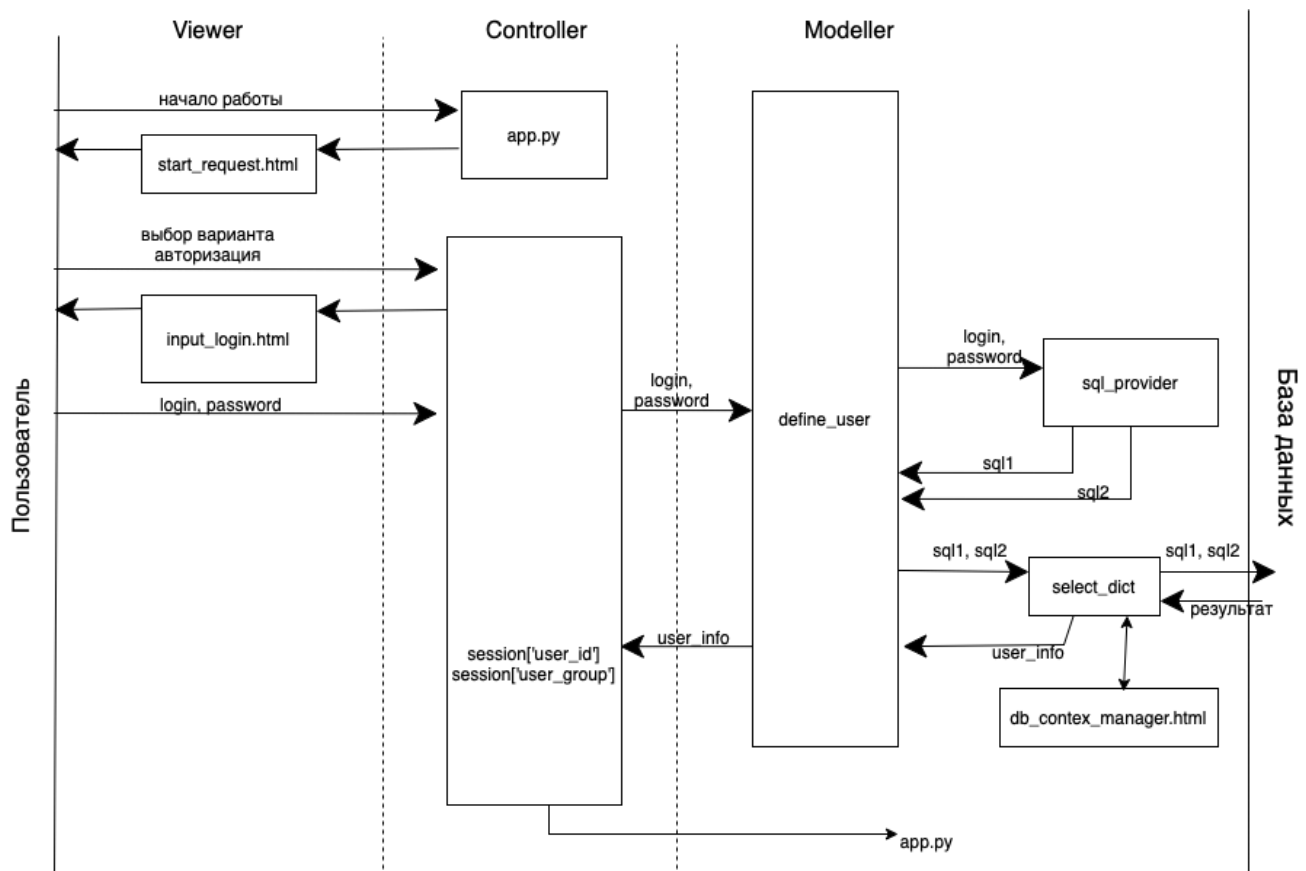 Viewer
Controller
Modeller
начало работы
app.py
start_request.html
выбор варианта
авторизация
input_login.html
login, password
login,
password
define_user
login,
password
sql_provider
sql1
sql2
sql1, sql2
select_dict
sql1, sql2
результат
user_info
user_info
session['user_id']
session['user_group']
db_contex_manager.html
app.py
Пользователь
База данных